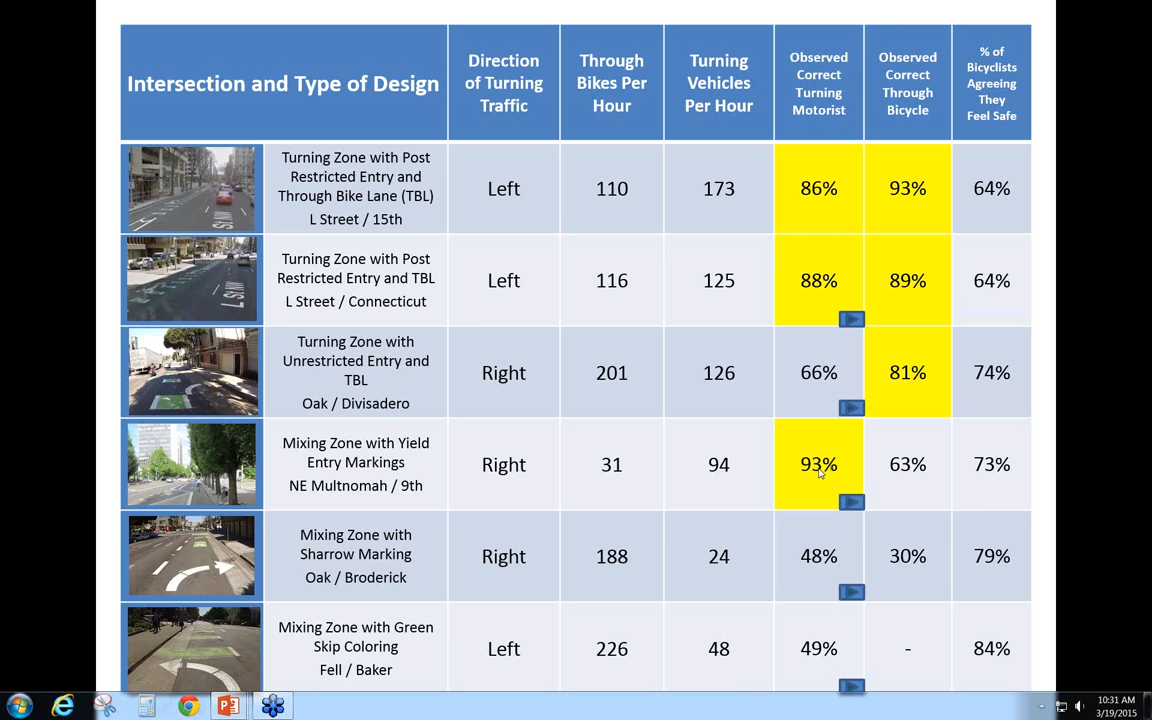 Intersection and Type of Design
Direction
of Turning
Traffic
Through
Bikes Per
Hour
Turning
Vehicles
Per Hour
Observed
Correct
Turning
Motorist
Observed
Correct
Through
Bicycle
% of
Bicyclists
Agreeing
They
Feel Safe
Turning Zone with Post
Restricted Entry and
Through Bike Lane (TBL)
L Street / 15th
Left
110
173
86%
93%
64%
Turning Zone with Post
Restricted Entry and TBL
L Street / Connecticut
Left
116
125
88%
89%
64%
Turning Zone with
Unrestricted Entry and
TBL
Oak / Divisadero
Right
201
126
66%
81%
74%
Mixing Zone with Yield
Entry Markings
NE Multnomah / 9th
Right
31
94
93%
63%
73%
Mixing Zone with
Sharrow Marking
Oak / Broderick
Right
188
24
48%
30%
79%
Mixing Zone with Green
Skip Coloring
Fell / Baker
Left
226
48
49%
-
84%
10:31 AM
3/19/2015